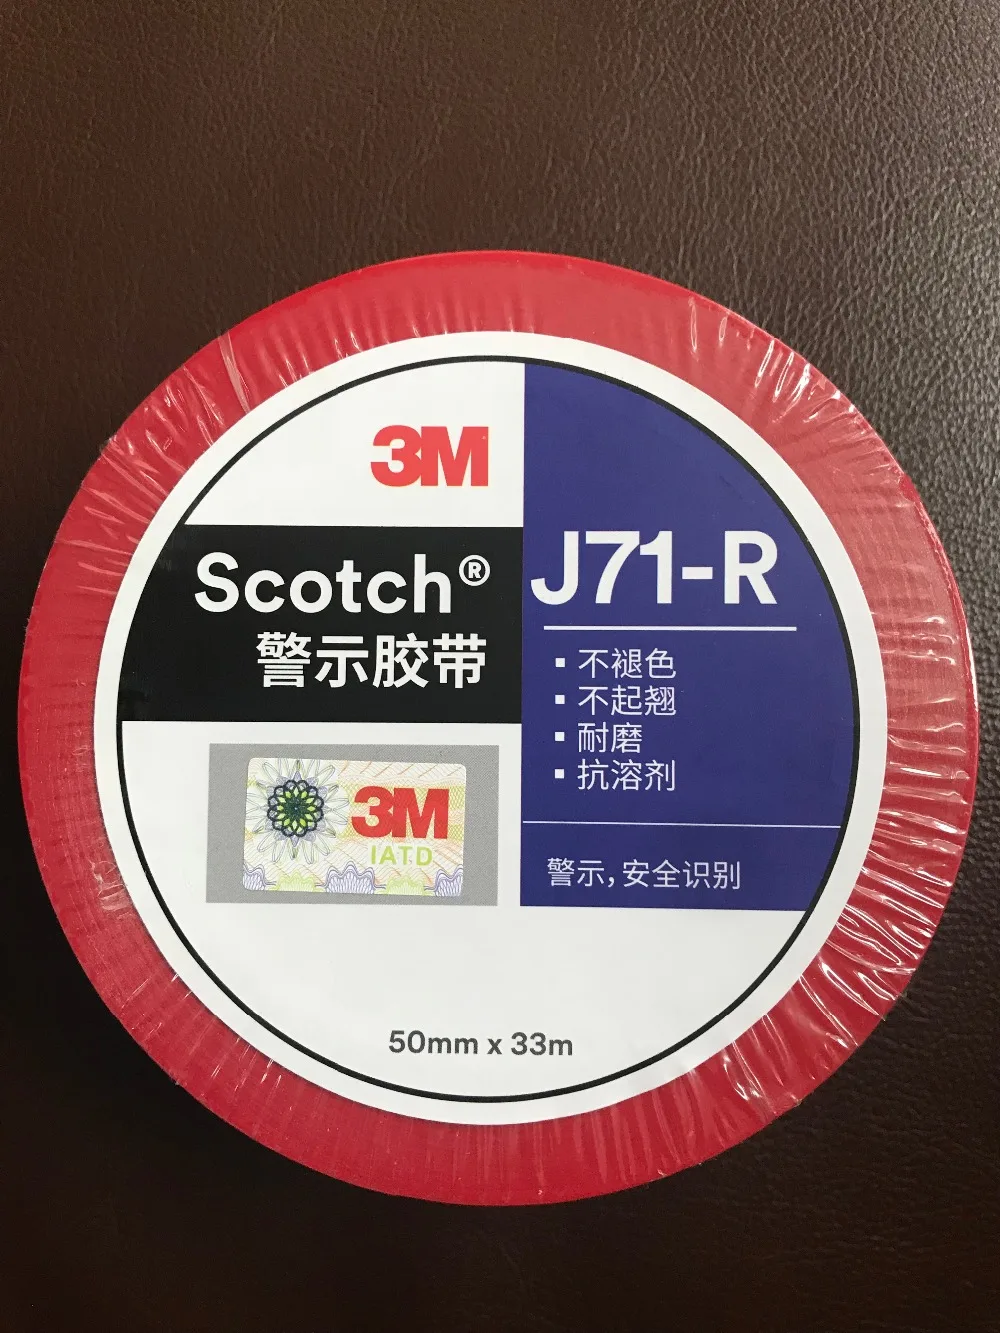 3M
Scotch®
警示胶带
J71-R
▪ 不褪色
▪ 不起翘
▪ 耐磨
▪ 抗溶剂
警示，安全识别
3M
IATD
50mm x 33m